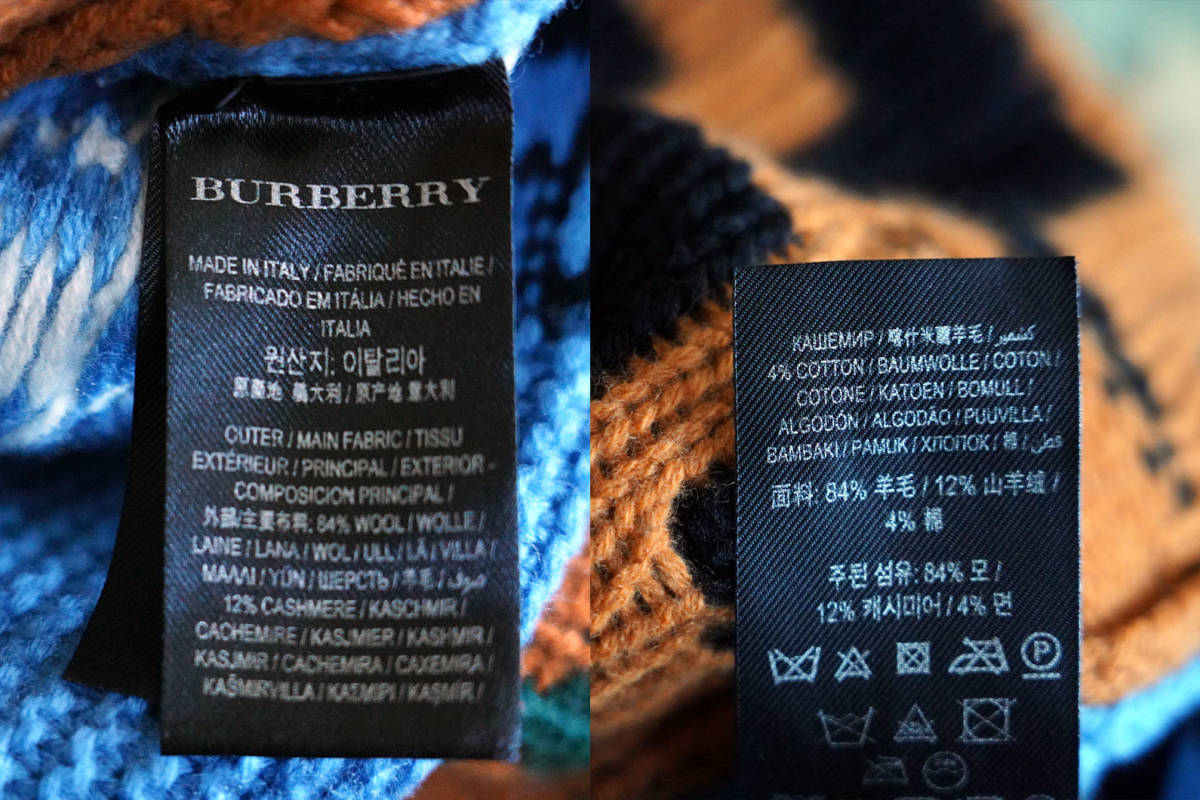 BURBERRY
MADE IN ITALY / FABRIQUÉ EN ITALIE /
FABRICADO EM ITÁLIA / HECHO EN
ITALIA
원산지: 이탈리아
原產地 義大利 / 原产地 意大利
OUTER / MAIN FABRIC / TISSU
EXTÉRIEUR / PRINCIPAL / EXTERIOR -
COMPOSICION PRINCIPAL /
外部/主要布料: 84% WOOL / WOLLE /
LAINE / LANA / WOL / ULL / LÃ / VILLA /
ΜΑΛΛΙ / YÜN / ШЕРСТЬ / 羊毛 / صوف /
12% CASHMERE / KASCHMIR /
CACHEMIRE / KASJMIER / KASHMIR /
KASJMIR / CACHEMIRA / CAXEMIRA /
KAŠMIRVILLA / ΚΑΣΜΙΡΙ / KAŞMİR /
КАШЕМИР / 喀什米爾羊毛 / كشمير /
4% COTTON / BAUMWOLLE / COTON /
COTONE / KATOEN / BOMULL /
ALGODÓN / ALGODÃO / PUUVILLA /
BAMBAKI / PAMUK / ХЛОПОК / 棉 / قطن /
面料: 84% 羊毛 / 12% 山羊绒 /
4% 棉
주된 섬유: 84% 모 /
12% 캐시미어 / 4% 면
P